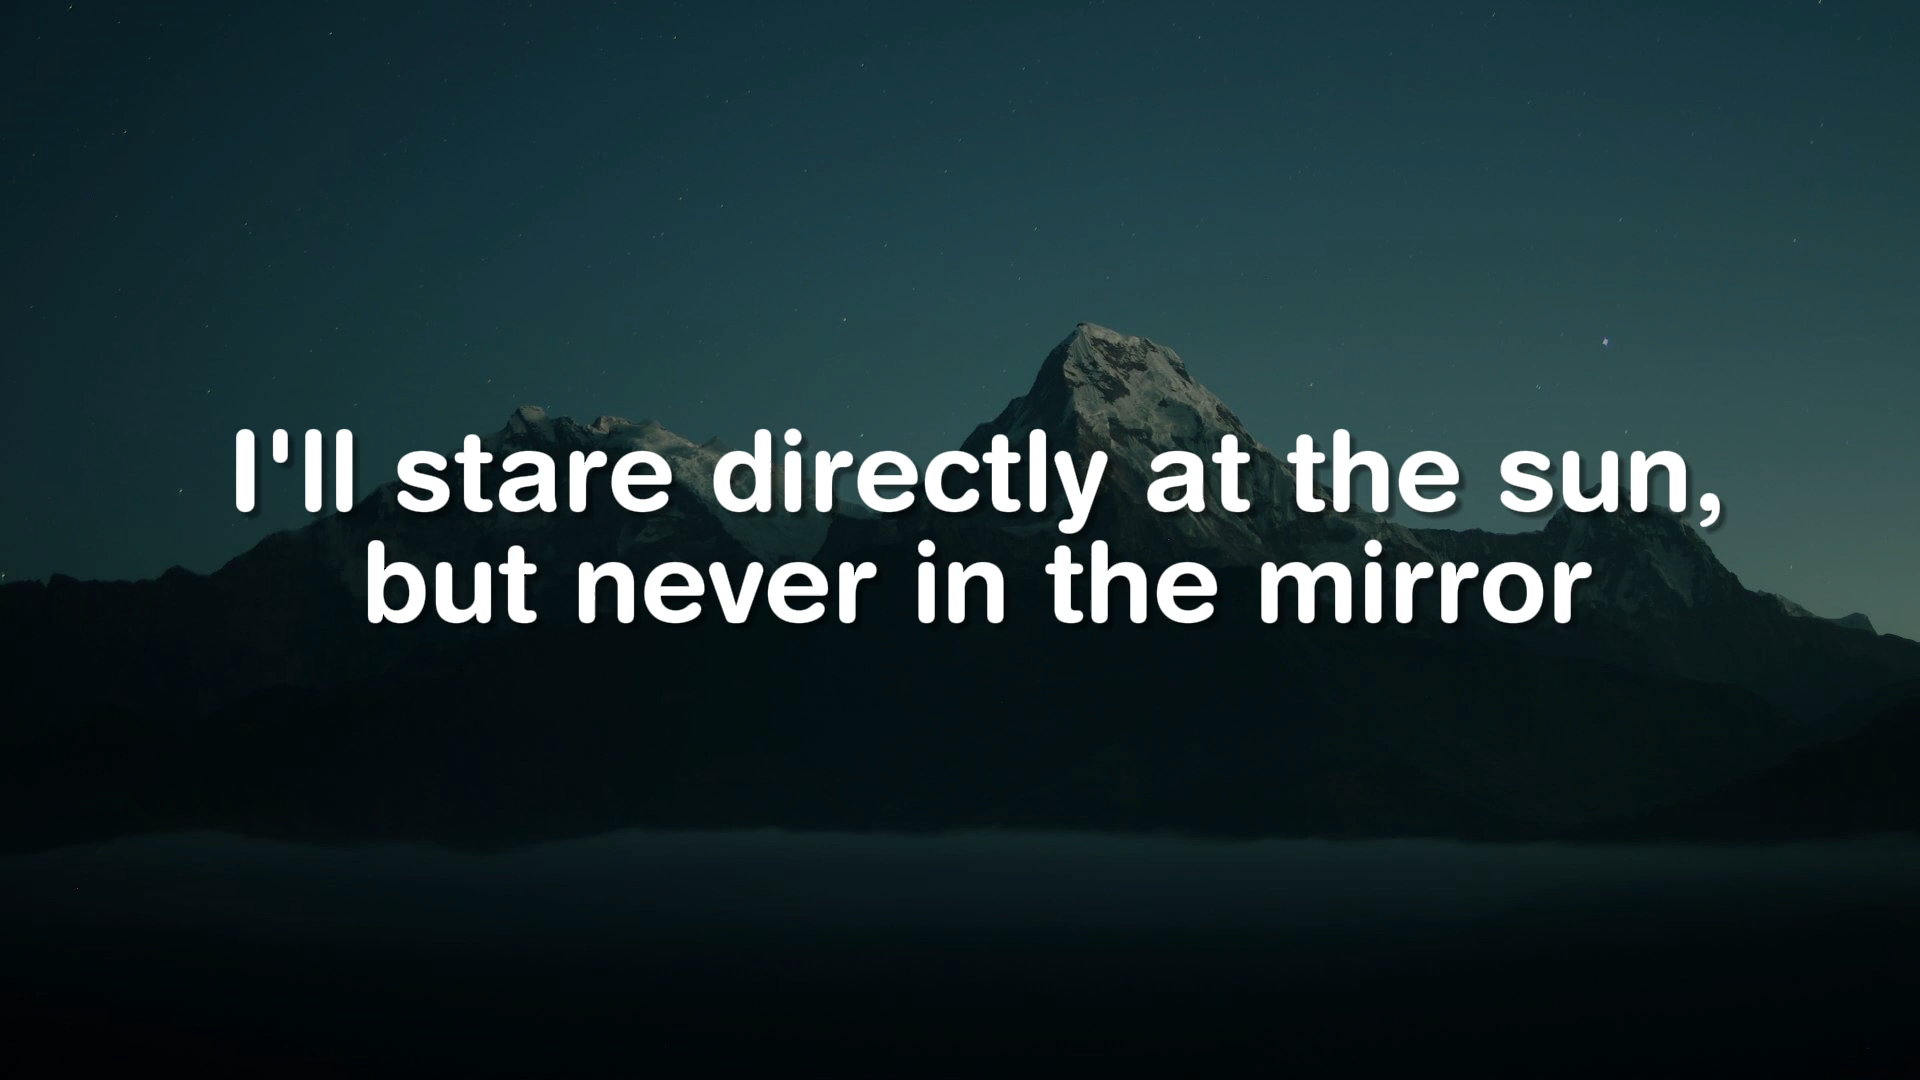 I'll stare directly at the sun,
but never in the mirror